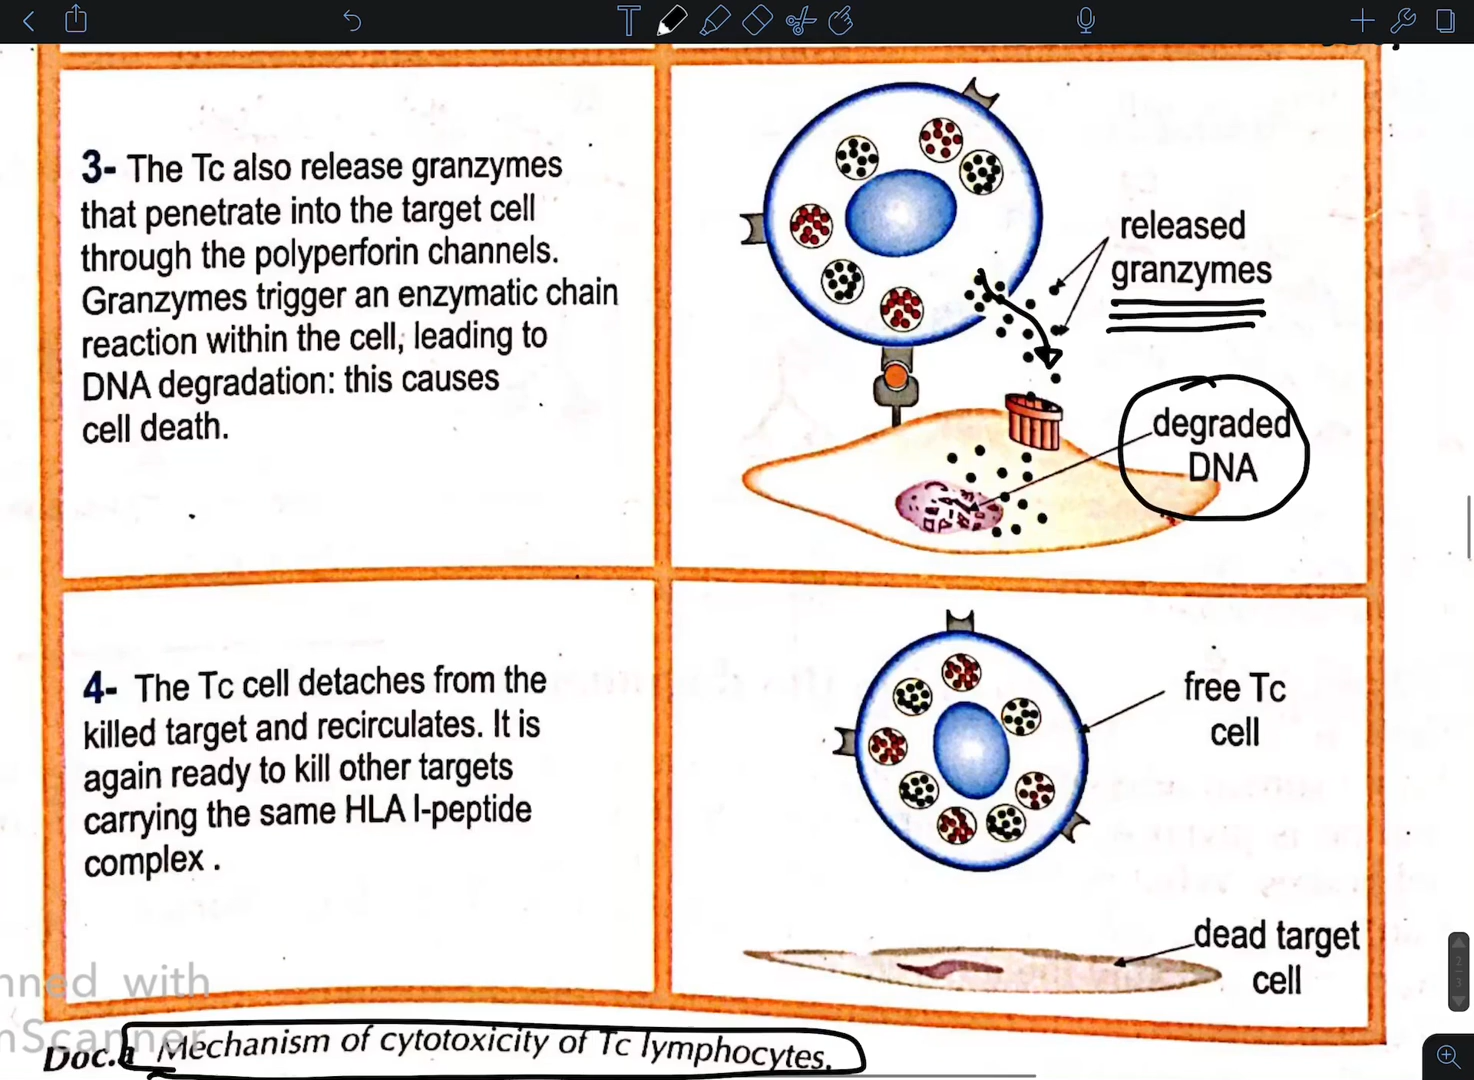 3- The Tc also release granzymes
that penetrate into the target cell
through the polyperforin channels.
Granzymes trigger an enzymatic chain
reaction within the cell, leading to
DNA degradation: this causes
cell death.
released
granzymes
degraded
DNA
4- The Tc cell detaches from the
killed target and recirculates. It is
again ready to kill other targets
carrying the same HLA I-peptide
complex .
free Tc
cell
dead target
cell
with
Doc. Mechanism of cytotoxicity of Tc lymphocytes.